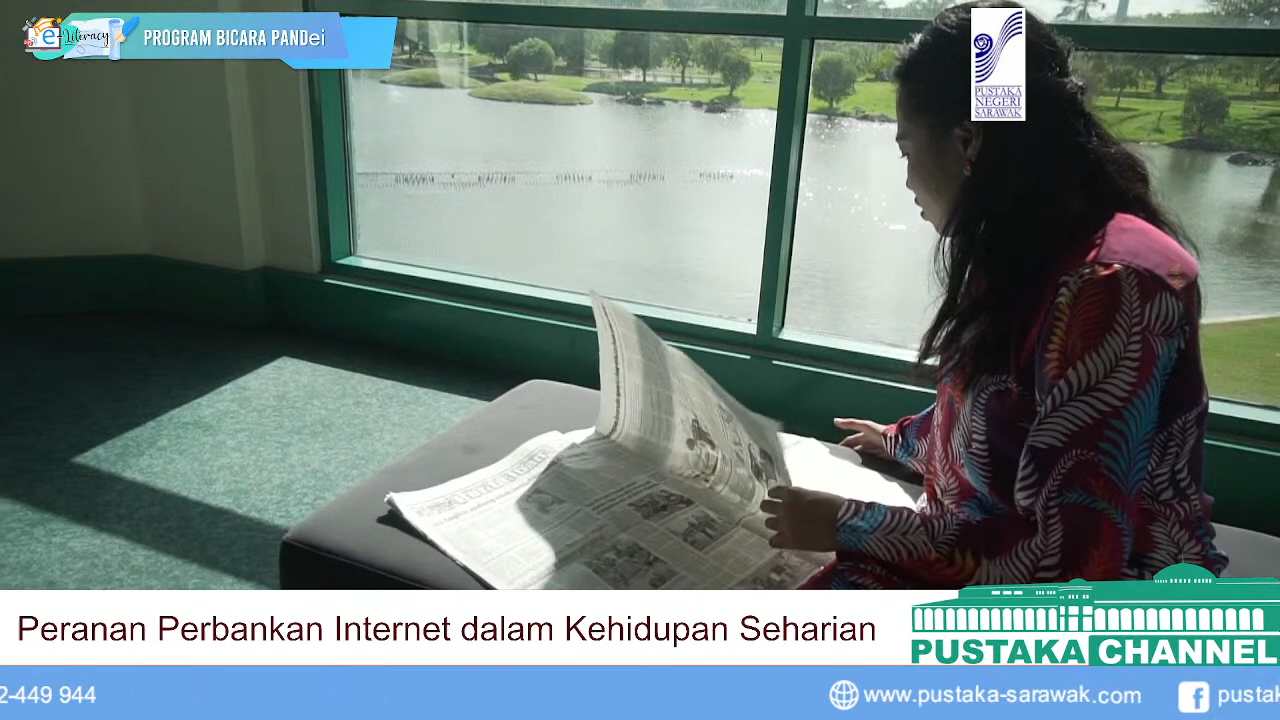 e-Literacy
PROGRAM BICARA PANDei
PUSTAKA
NEGERI
SARAWAK
Peranan Perbankan Internet dalam Kehidupan Seharian
PUSTAKA CHANNEL
2-449 944
www.pustaka-sarawak.com
pustak